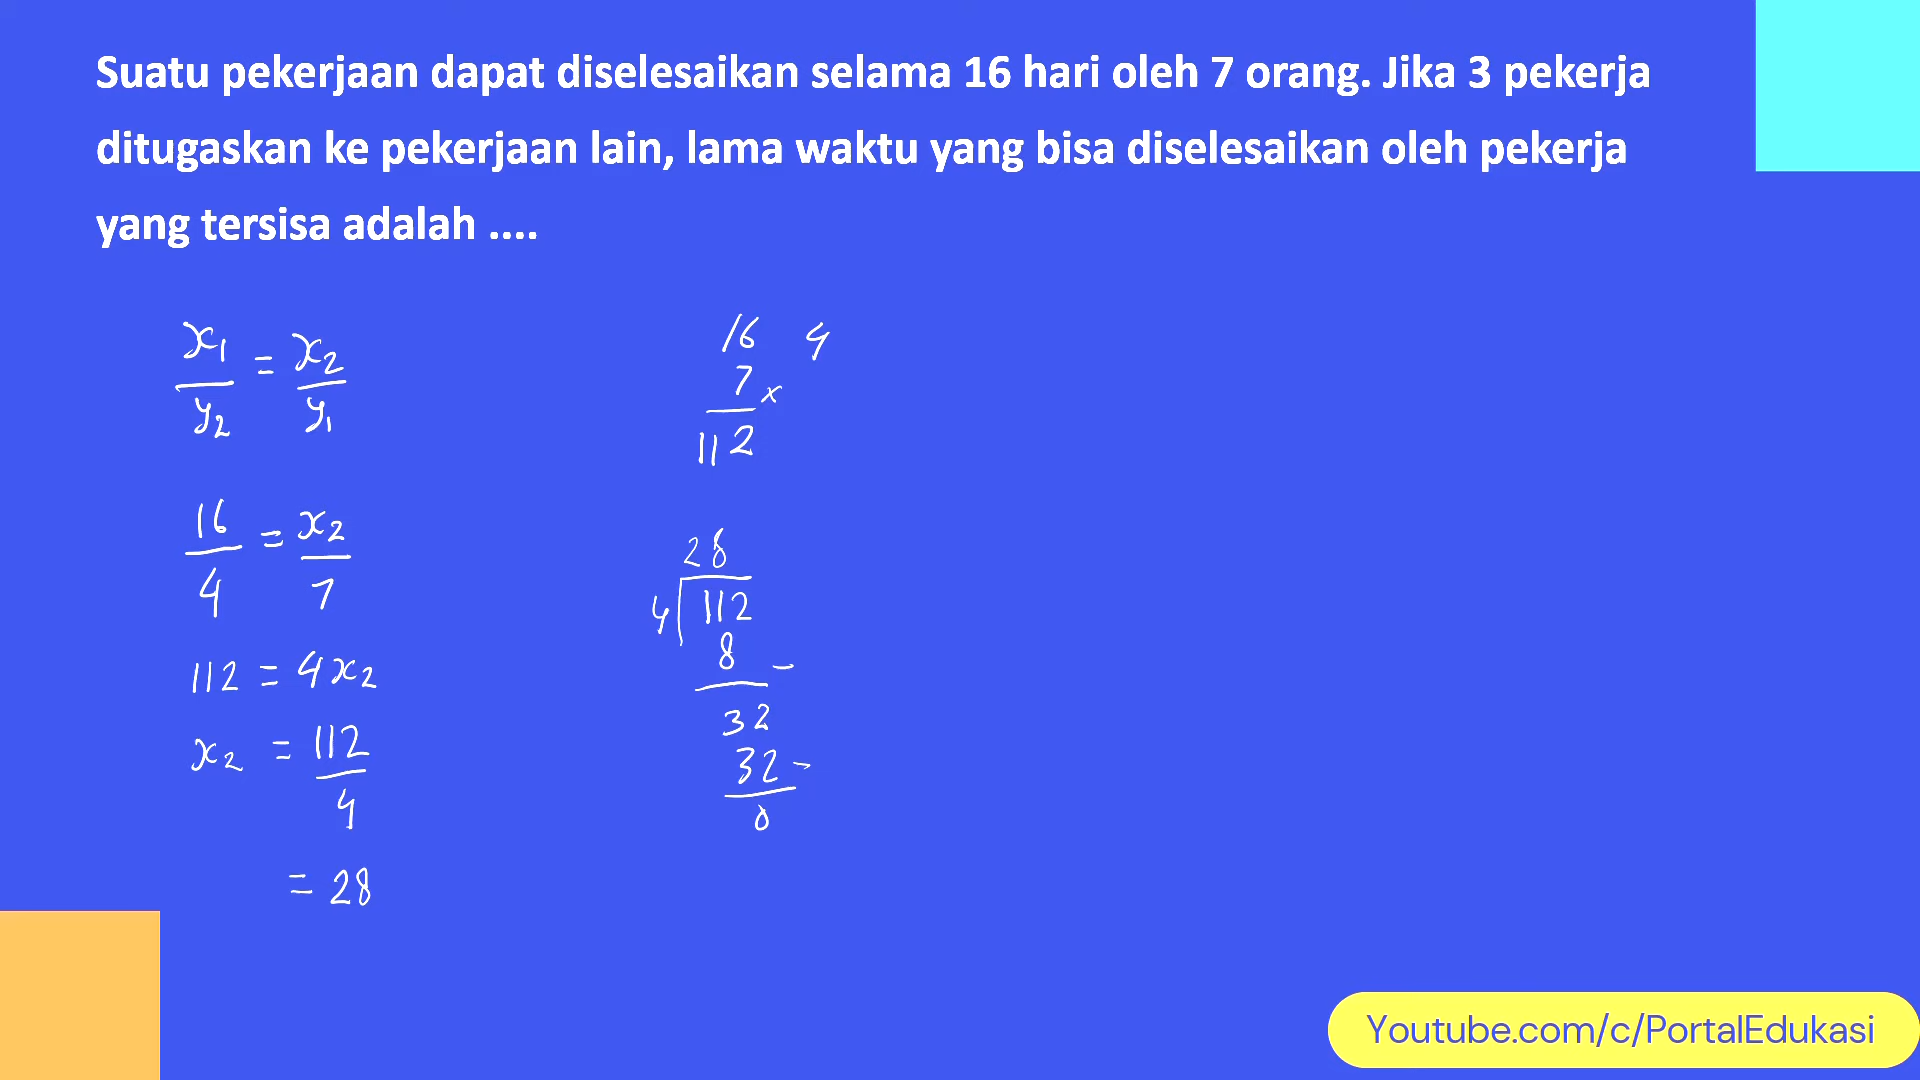 Suatu pekerjaan dapat diselesaikan selama 16 hari oleh 7 orang. Jika 3 pekerja
ditugaskan ke pekerjaan lain, lama waktu yang bisa diselesaikan oleh pekerja
yang tersisa adalah ....
x₁/y₂ = x₂/y₁
16/4 = x₂/7
112 = 4x₂
x₂ = 112/4
= 28
16 4
7 x
112
28
4 112
8 -
32
32 -
0
Youtube.com/c/PortalEdukasi